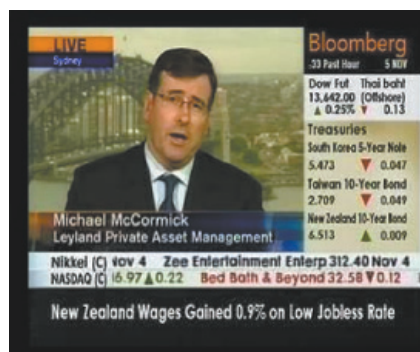 LIVE
Sydney
Bloomberg
-33 Past Hour 5 NOV
Dow Fut Thai baht
13,642.00 (Offshore)
▲ 0.25% ▼ 0.13
Treasuries
South Korea 5-Year Note
5.473 ▼ 0.047
Taiwan 10-Year Bond
2.709 ▼ 0.049
New Zealand 10-Year Bond
6.513 ▲ 0.009
Michael McCormick
Leyland Private Asset Management
Nikkei (C) Nov 4 Zee Entertainment Enterp 312.40 Nov 4
NASDAQ (C) 16.97 ▲ 0.22 Bed Bath & Beyond 32.58 ▼ 0.12
New Zealand Wages Gained 0.9% on Low Jobless Rate